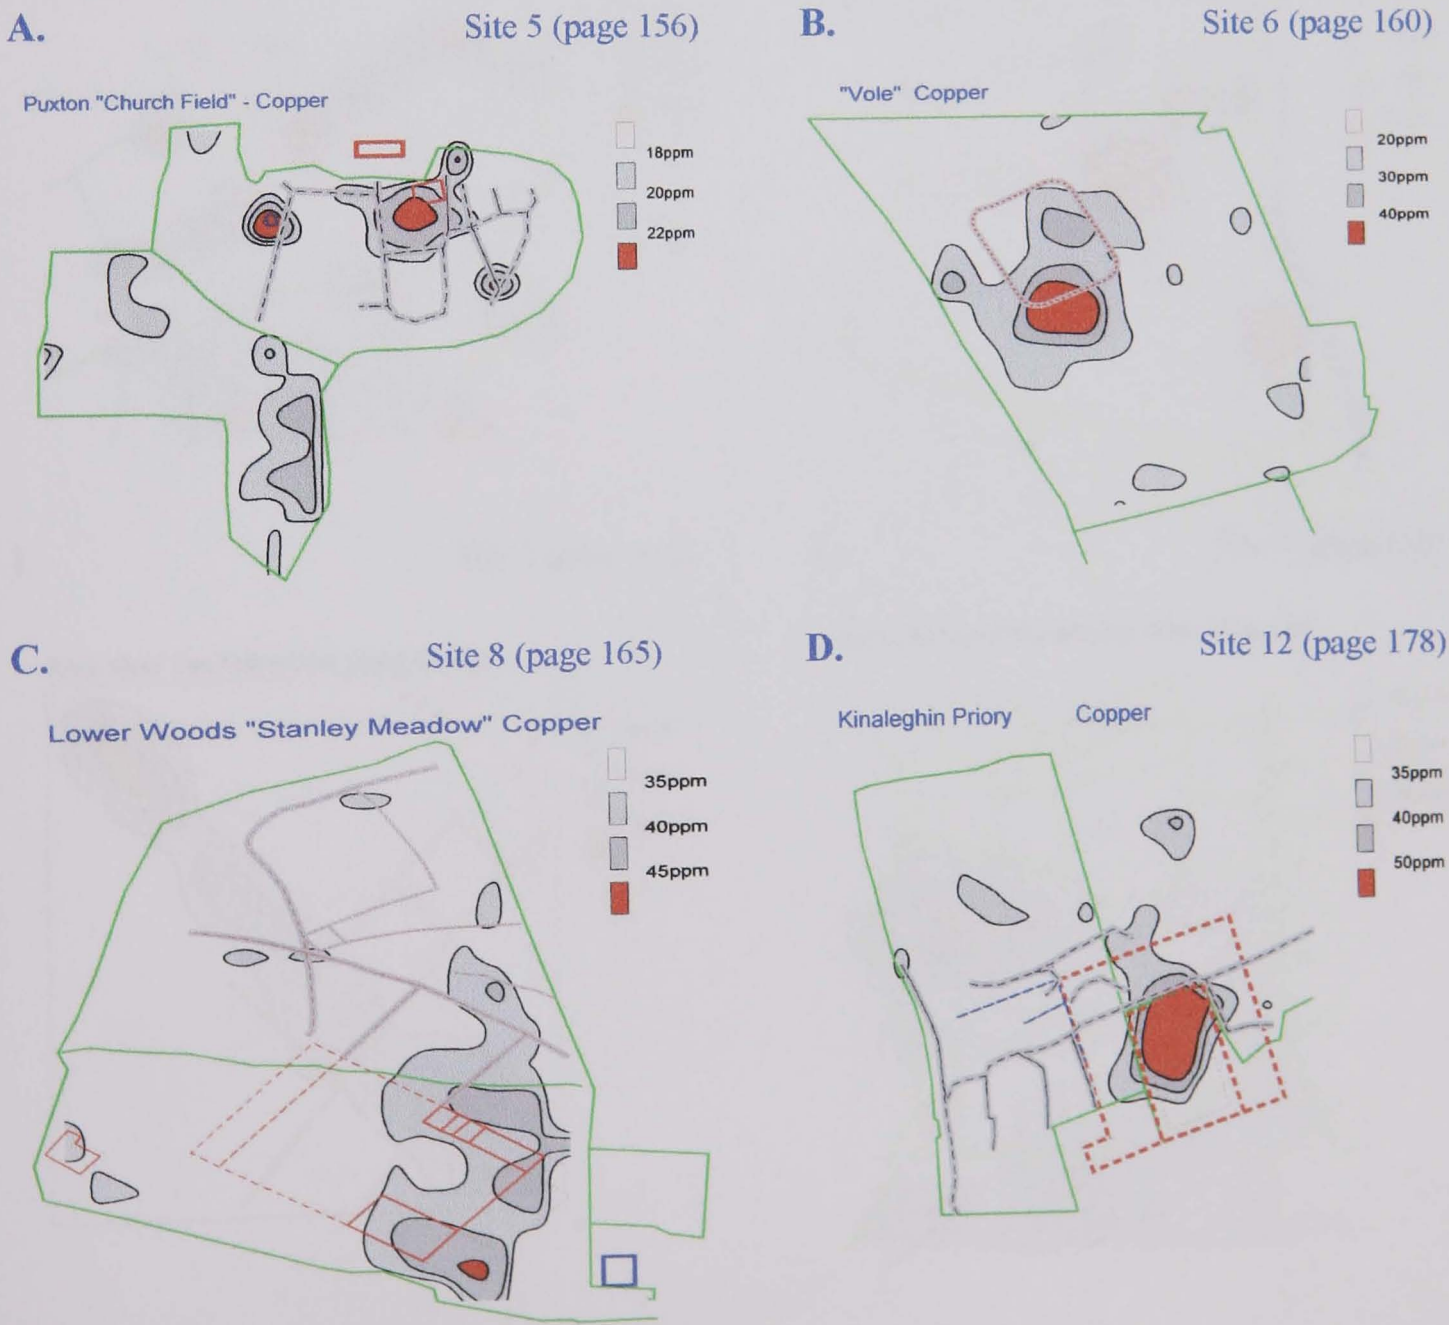 A.
Site 5 (page 156)
Puxton "Church Field" - Copper
18ppm
20ppm
22ppm
B.
Site 6 (page 160)
"Vole" Copper
20ppm
30ppm
40ppm
C.
Site 8 (page 165)
Lower Woods "Stanley Meadow" Copper
35ppm
40ppm
45ppm
D.
Site 12 (page 178)
Kinaleghin Priory Copper
35ppm
40ppm
50ppm